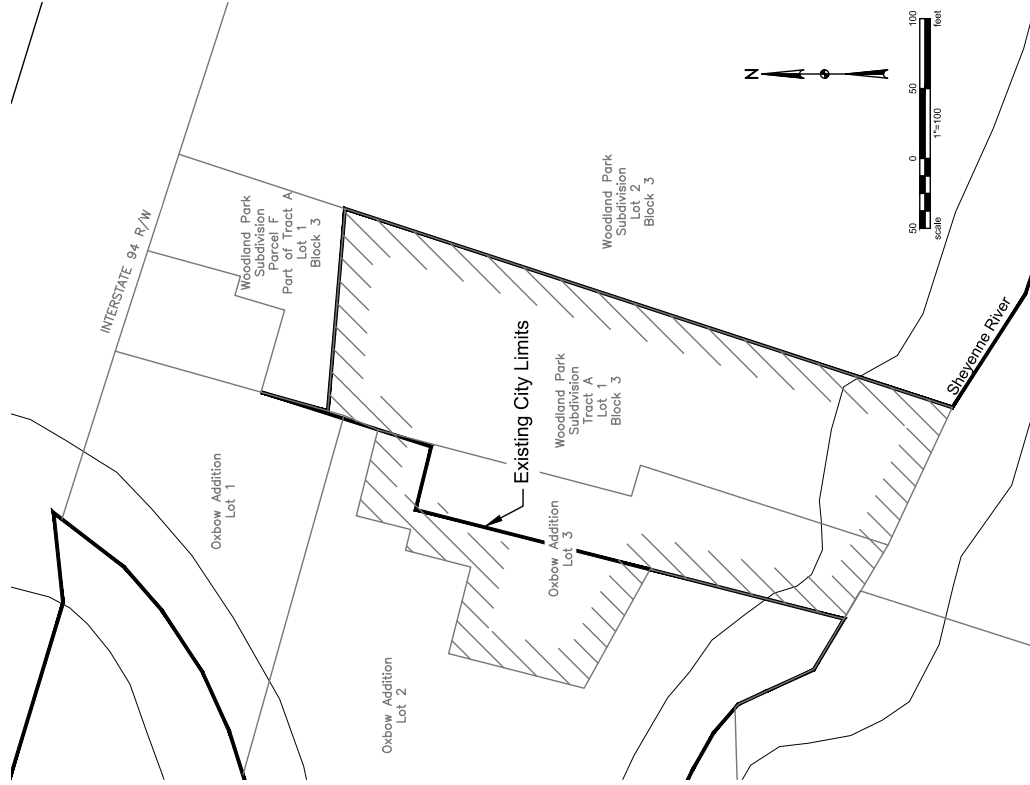 INTERSTATE 94 R/W
Woodland Park
Subdivision
Parcel F
Part of Tract A
Lot 1
Block 3
Woodland Park
Subdivision
Lot 2
Block 3
N
50
0
50
100
scale
1"=100
feet
Oxbow Addition
Lot 1
Existing City Limits
Woodland Park
Subdivision
Tract A
Lot 1
Block 3
Oxbow Addition
Lot 3
Oxbow Addition
Lot 2
Sheyenne River